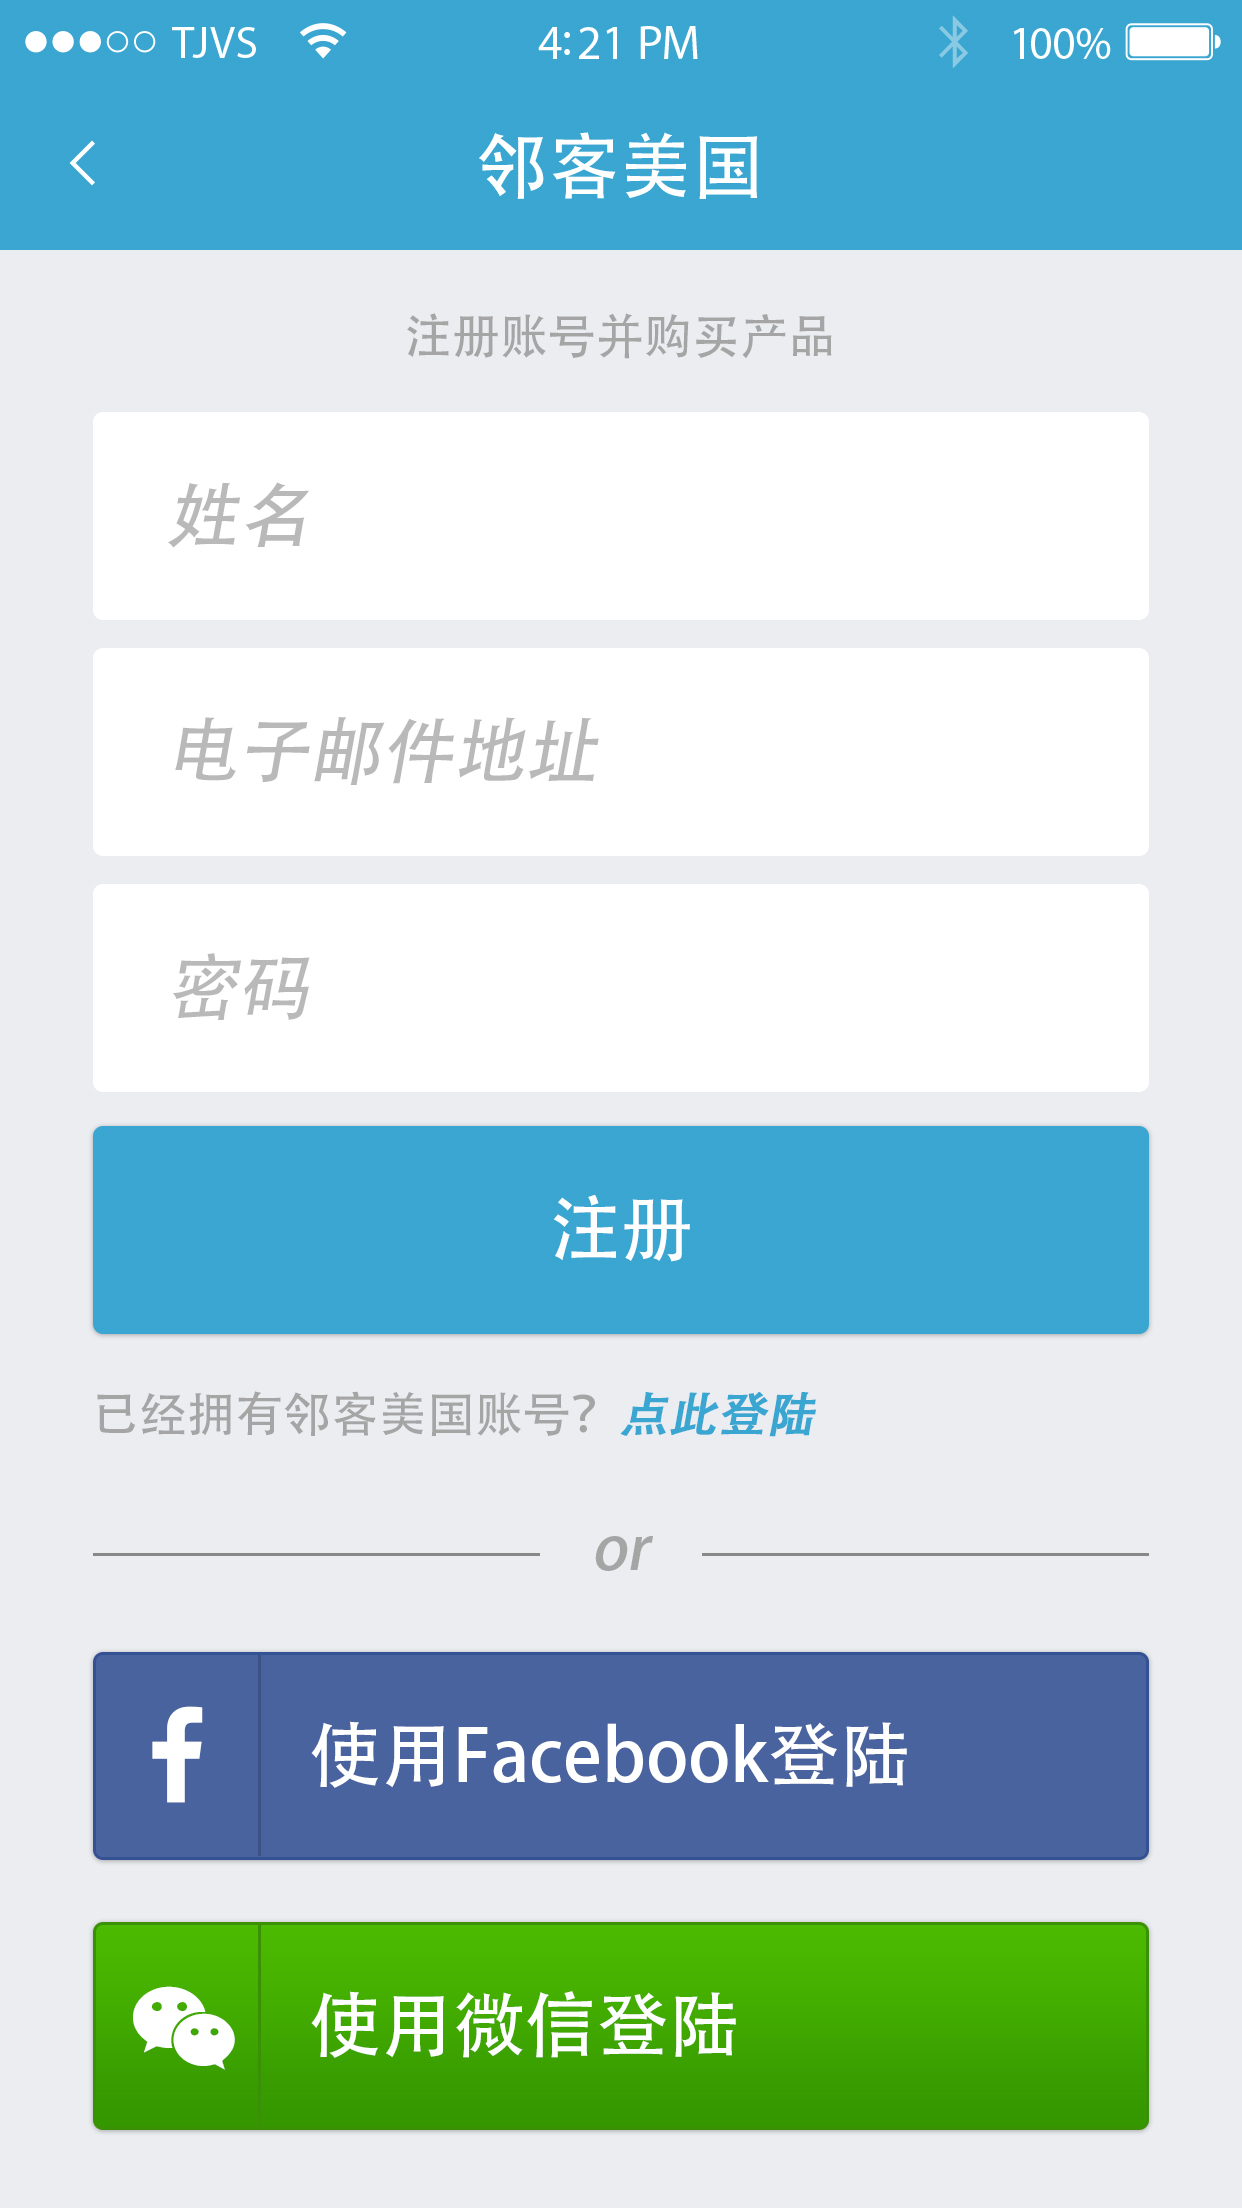 TJVS 4:21 PM 100%
邻客美国
注册账号并购买产品
姓名
电子邮件地址
密码
注册
已经拥有邻客美国账号？点此登陆
or
使用Facebook登陆
使用微信登陆